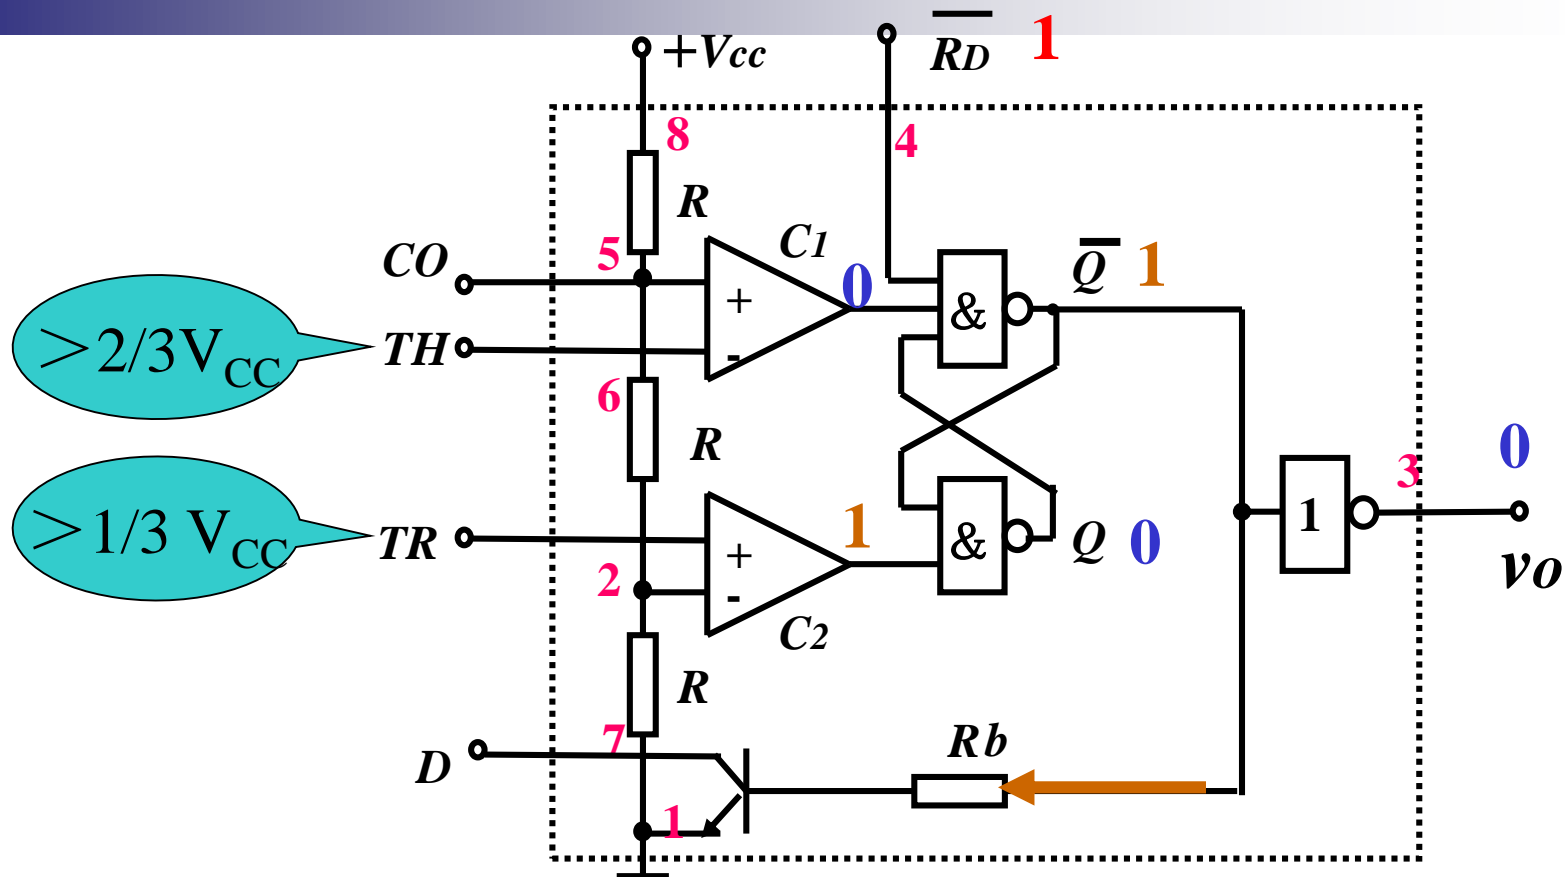 +Vcc
R̅D̅ 1
8
4
R
C1
CO
5
+
0
&
Q̅ 1
>2/3VCC
TH
-
6
R
0
3
>1/3 VCC
TR
1
1
+
&
Q 0
2
-
vo
C2
R
7
D
Rb
1